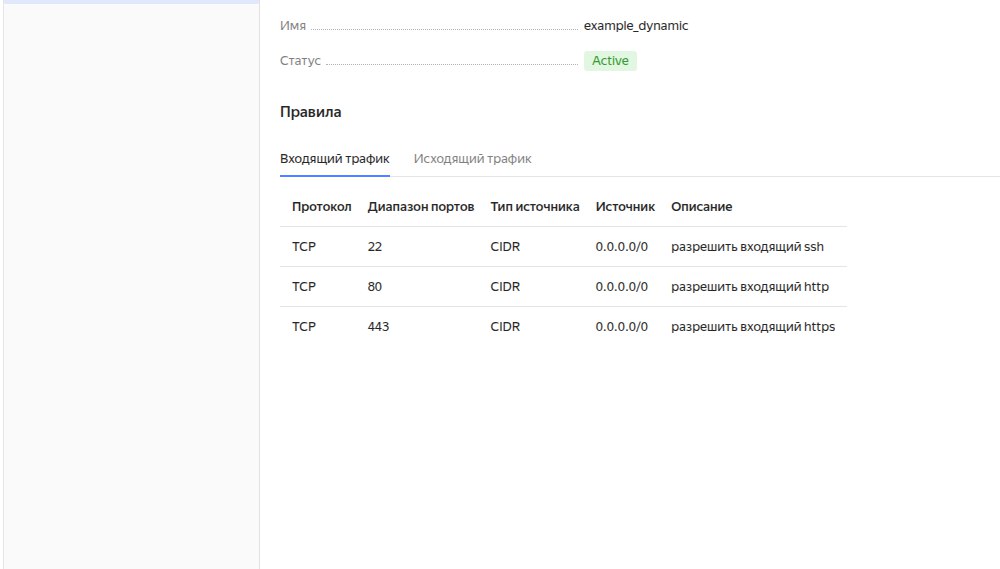 Имя example_dynamic
Статус Active
Правила
Входящий трафик Исходящий трафик
Протокол Диапазон портов Тип источника Источник Описание
TCP 22 CIDR 0.0.0.0/0 разрешить входящий ssh
TCP 80 CIDR 0.0.0.0/0 разрешить входящий http
TCP 443 CIDR 0.0.0.0/0 разрешить входящий https